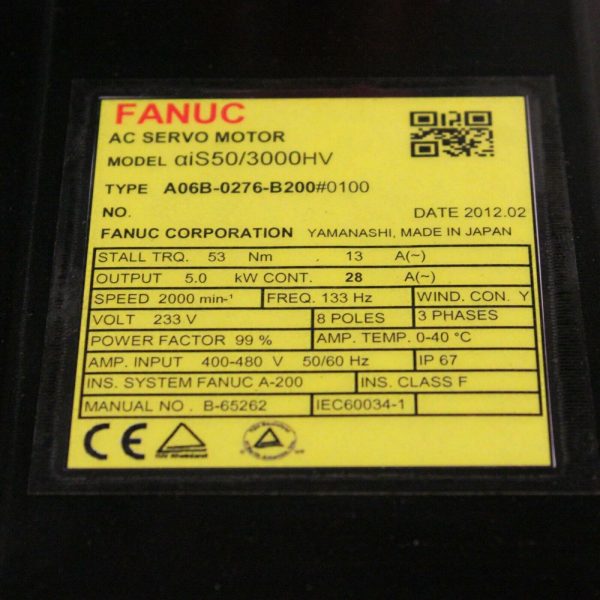 FANUC
AC SERVO MOTOR
MODEL αiS50/3000HV
TYPE A06B-0276-B200#0100
NO. DATE 2012.02
FANUC CORPORATION YAMANASHI, MADE IN JAPAN
STALL TRQ. 53 Nm . 13 A(~)
OUTPUT 5.0 kW CONT. 28 A(~)
SPEED 2000 min-¹ FREQ. 133 Hz WIND. CON. Y
VOLT 233 V 8 POLES 3 PHASES
POWER FACTOR 99 % AMP. TEMP. 0-40 °C
AMP. INPUT 400-480 V 50/60 Hz IP 67
INS. SYSTEM FANUC A-200 INS. CLASS F
MANUAL NO. B-65262 IEC60034-1
CE
TÜV Rheinland